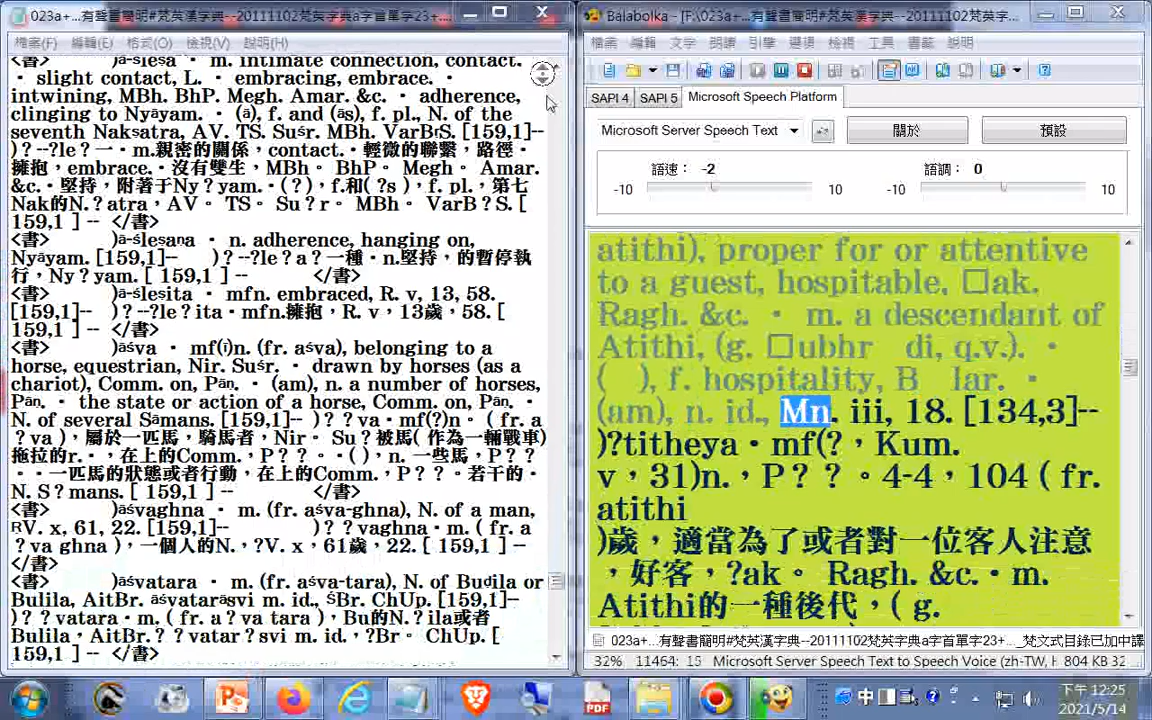 023a+...有聲書簡明#梵英漢字典--20111102梵英字典a字首單字23+...
檔案(F) 編輯(E) 格式(O) 檢視(V) 說明(H)
<書> )ā-śleṣa ‧ m. intimate connection, contact.
‧ slight contact, L. ‧ embracing, embrace.
intwining, MBh. BhP. Megh. Amar. &c. ‧ adherence,
clinging to Nyāyam. ‧ (ā), f. and (ās), f. pl., N. of the
seventh Nakṣatra, AV. TS. Suśr. MBh. VarBṛS. [159,1]--
)? --?le? 一‧ m.親密的關係，contact.‧輕微的聯繫，路徑‧
擁抱，embrace.‧沒有雙生，MBh。 BhP。 Megh。 Amar.
&c.‧堅持，附著于Ny？yam.‧(？)，f.和(？s)，f. pl.，第七
Nak的N.？atra，AV。 TS。 Su？r。 MBh。 VarB？S. [
159,1 ] -- </書>
<書> )ā-śleṣaṇa ‧ n. adherence, hanging on,
Nyāyam. [159,1]-- )? --?le?a? 一種‧n.堅持，的暫停執
行，Ny？yam. [ 159,1 ] -- </書>
<書> )ā-śleṣita ‧ mfn. embraced, R. v, 13, 58.
[159,1]-- )? --?le?ita‧mfn.擁抱，R. v，13歲，58. [
159,1 ] -- </書>
<書> )āśva ‧ mf(ī)n. (fr. aśva), belonging to a
horse, equestrian, Nir. Suśr. ‧ drawn by horses (as a
chariot), Comm. on, Pāṇ. ‧ (am), n. a number of horses,
Pāṇ. ‧ the state or action of a horse, Comm. on, Pāṇ. ‧
N. of several Sāmans. [159,1]-- )？？va‧mf(?)n。( fr.
a？va )，屬於一匹馬，騎馬者，Nir。 Su？被馬( 作為一輛戰車)
拖拉的r.‧，在上的Comm.，P？？。‧( )，n. 一些馬，P？？
。‧一匹馬的狀態或者行動，在上的Comm.，P？？。若干的‧
N. S？mans. [ 159,1 ] -- </書>
<書> )āśvaghna ‧ m. (fr. aśva-ghna), N. of a man,
RV. x, 61, 22. [159,1]-- )？？vaghna‧m. ( fr. a
？va ghna )，一個人的N.，?V. x，61歲，22. [ 159,1 ] --
</書>
<書> )āśvatara ‧ m. (fr. aśva-tara), N. of Buḍila or
Bulila, AitBr. āśvatarāsvi m. id., ŚBr. ChUp. [159,1]--
)？？vatara‧m. ( fr. a？va tara )，Bu的N.？ila或者
Bulila，AitBr.？？vatar？svi m. id.，?Br。 ChUp. [
159,1 ] -- </書>
Balabolka - [F:\023a+...有聲書簡明#梵英漢字典--20111102梵英字...
檔案 編輯 文字 朗讀 引擎 選項 檢視 工具 書籤 說明
SAPI 4 SAPI 5 Microsoft Speech Platform
Microsoft Server Speech Text 關於 預設
語速： -2 語調： 0
-10 10 -10 10
atithi), proper for or attentive
to a guest, hospitable, □ak.
Ragh. &c. ‧ m. a descendant of
Atithi, (g. □ubhr di, q.v.). ‧
( ), f. hospitality, B lar. ‧
(am), n. id., Mn. iii, 18. [134,3]--
)?titheya‧mf(?，Kum.
v，31)n.，P？？。4-4，104 ( fr.
atithi
)歲，適當為了或者對一位客人注意
，好客，?ak。 Ragh. &c.‧m.
Atithi的一種後代，( g.
023a+...有聲書簡明#梵英漢字典--20111102梵英字典a字首單字23+..._梵文式目錄已加中譯
32% 11464: 15 Microsoft Server Speech Text to Speech Voice (zh-TW, H 804 KB 32
中 下午 12:25
2021/5/14